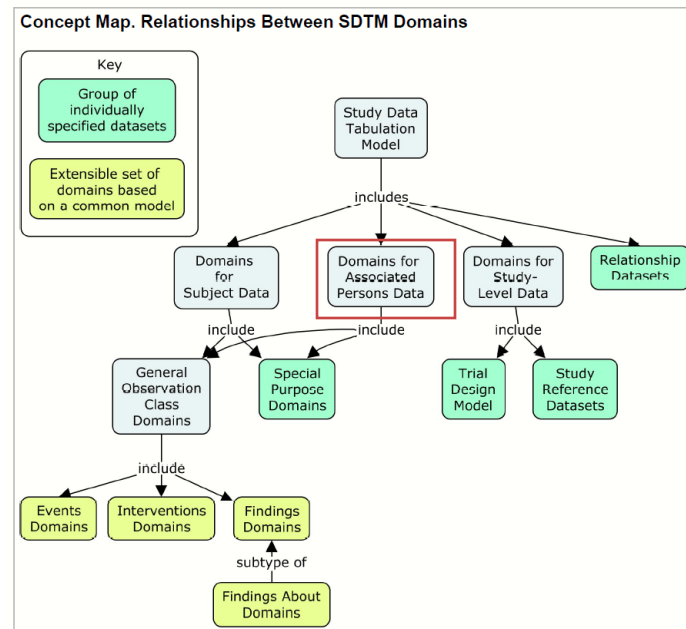 Concept Map. Relationships Between SDTM Domains
Key
Group of
individually
specified datasets
Extensible set of
domains based
on a common model
Study Data
Tabulation
Model
includes
Domains
for
Subject Data
Domains for
Associated
Persons Data
Domains for
Study-
Level Data
Relationship
Datasets
include
include
include
General
Observation
Class
Domains
Special
Purpose
Domains
Trial
Design
Model
Study
Reference
Datasets
include
Events
Domains
Interventions
Domains
Findings
Domains
subtype of
Findings About
Domains